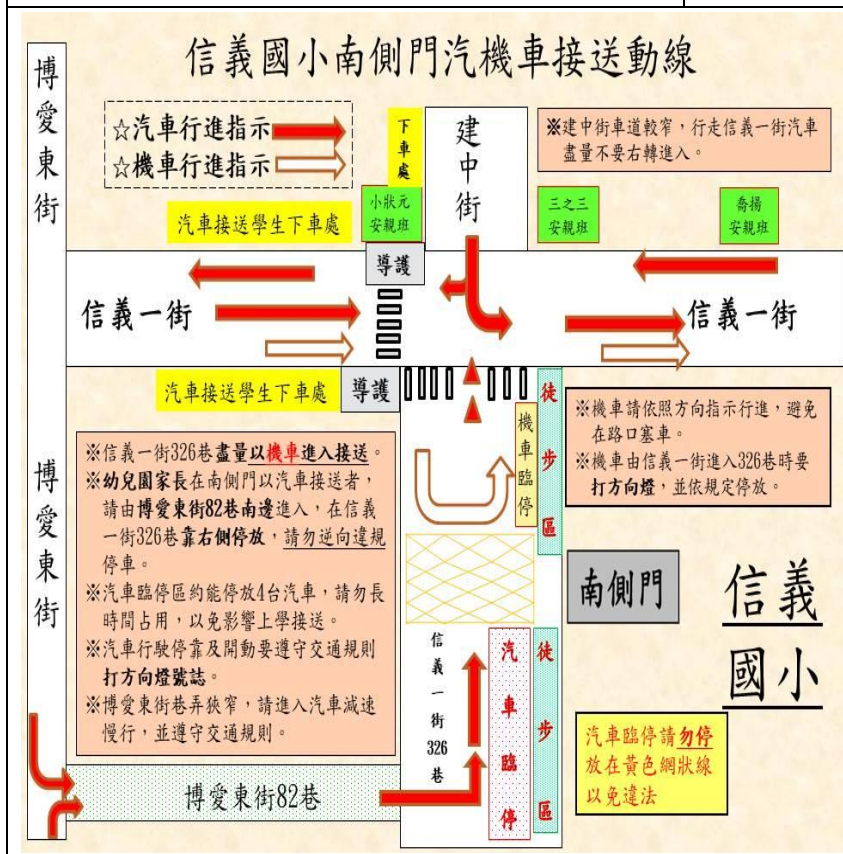 信義國小南側門汽機車接送動線
博愛東街
☆汽車行進指示
☆機車行進指示
下車處
建中街
※建中街車道較窄，行走信義一街汽車
盡量不要右轉進入。
汽車接送學生下車處
小狀元
安親班
三之三
安親班
喬揚
安親班
導護
信義一街
信義一街
汽車接送學生下車處
導護
徒步區
機車臨停
※機車請依照方向指示行進，避免
在路口塞車。
※機車由信義一街進入326巷時要
打方向燈，並依規定停放。
博愛東街
※信義一街326巷盡量以機車進入接送。
※幼兒園家長在南側門以汽車接送者，
請由博愛東街82巷南邊進入，在信義
一街326巷靠右側停放，請勿逆向違規
停車。
※汽車臨停區約能停放4台汽車，請勿長
時間占用，以免影響上學接送。
※汽車行駛停靠及開動要遵守交通規則
打方向燈號誌。
※博愛東街巷弄狹窄，請進入汽車減速
慢行，並遵守交通規則。
南側門
信義
國小
信義一街326巷
汽車臨停
徒步區
汽車臨停請勿停
放在黃色網狀線
以免違法
博愛東街82巷